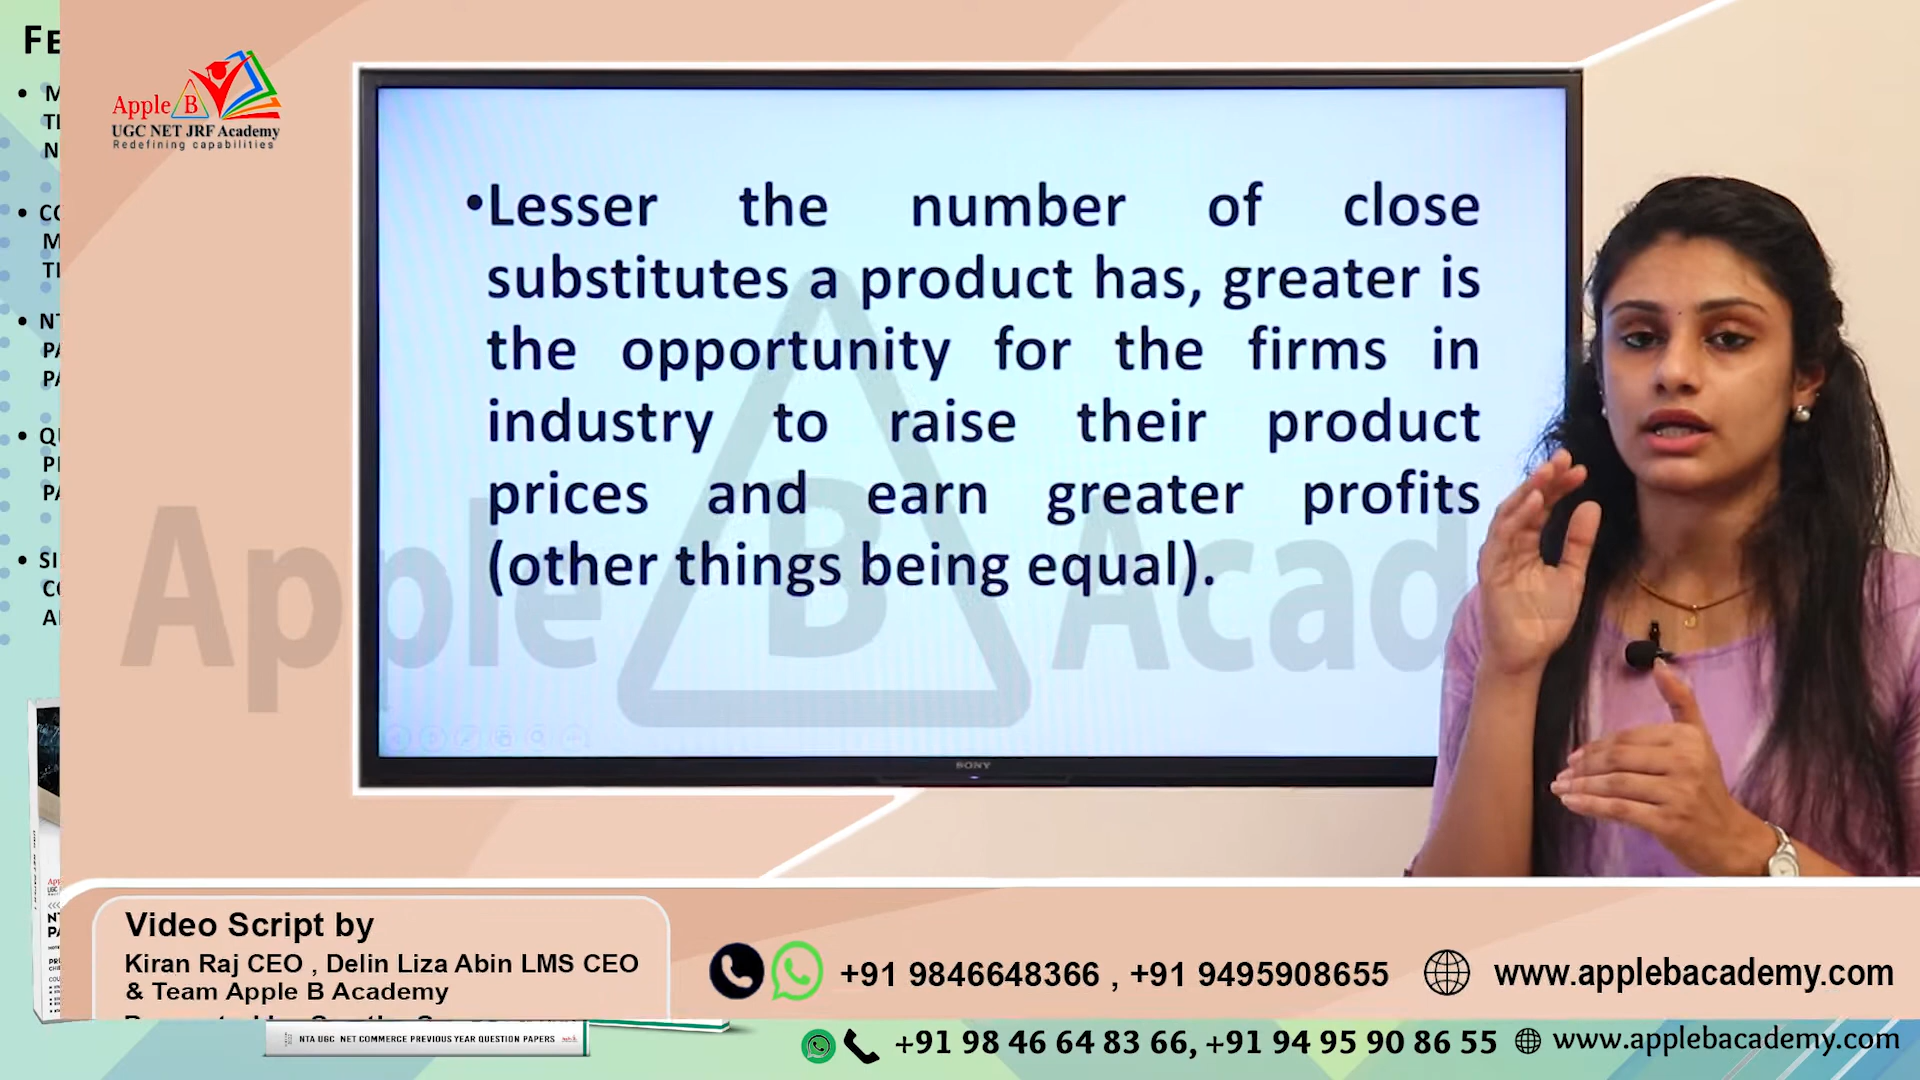 Apple B
UGC NET JRF Academy
Redefining capabilities
•Lesser the number of close
substitutes a product has, greater is
the opportunity for the firms in
industry to raise their product
prices and earn greater profits
(other things being equal).
Apple B Acad
SONY
Video Script by
Kiran Raj CEO , Delin Liza Abin LMS CEO
& Team Apple B Academy
+91 9846648366 , +91 9495908655
www.applebacademy.com
NTA UGC NET COMMERCE PREVIOUS YEAR QUESTION PAPERS
+91 98 46 64 83 66, +91 94 95 90 86 55
www.applebacademy.com